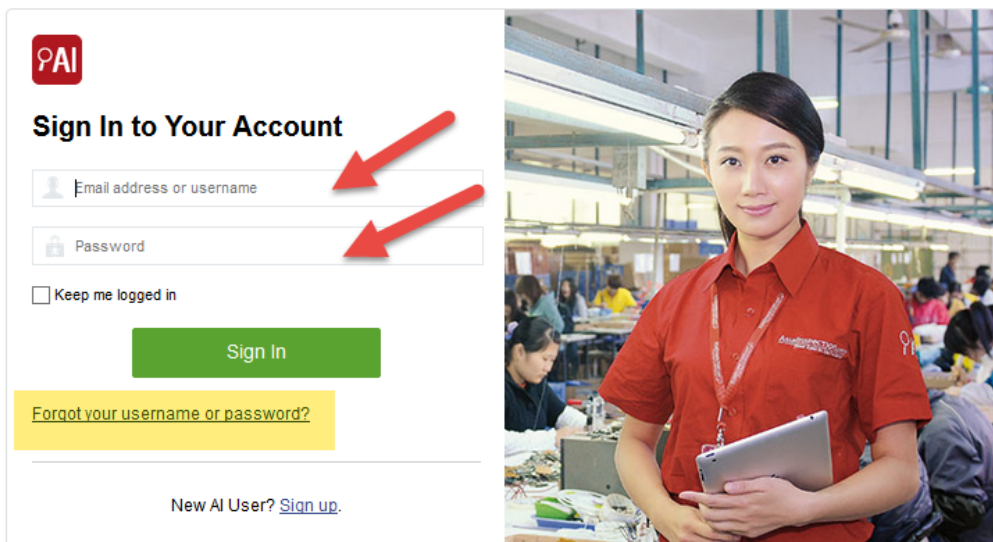 AI
Sign In to Your Account
Email address or username
Password
Keep me logged in
Sign In
Forgot your username or password?
New AI User? Sign up.
AsiaInspection